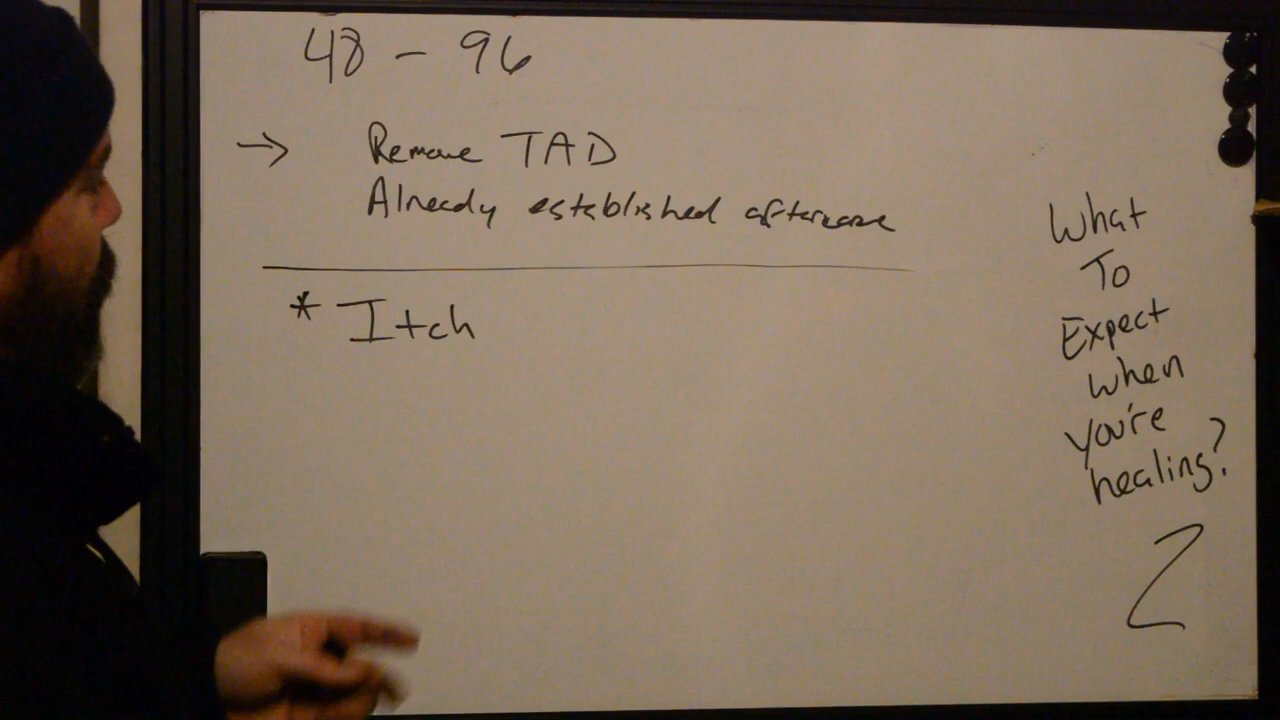 48 - 96
→ Remove TAD
Already established aftercare
* Itch
What
To
Expect
when
you're
healing?
2